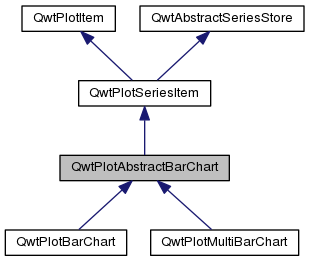 QwtPlotItem
QwtAbstractSeriesStore
QwtPlotSeriesItem
QwtPlotAbstractBarChart
QwtPlotBarChart
QwtPlotMultiBarChart